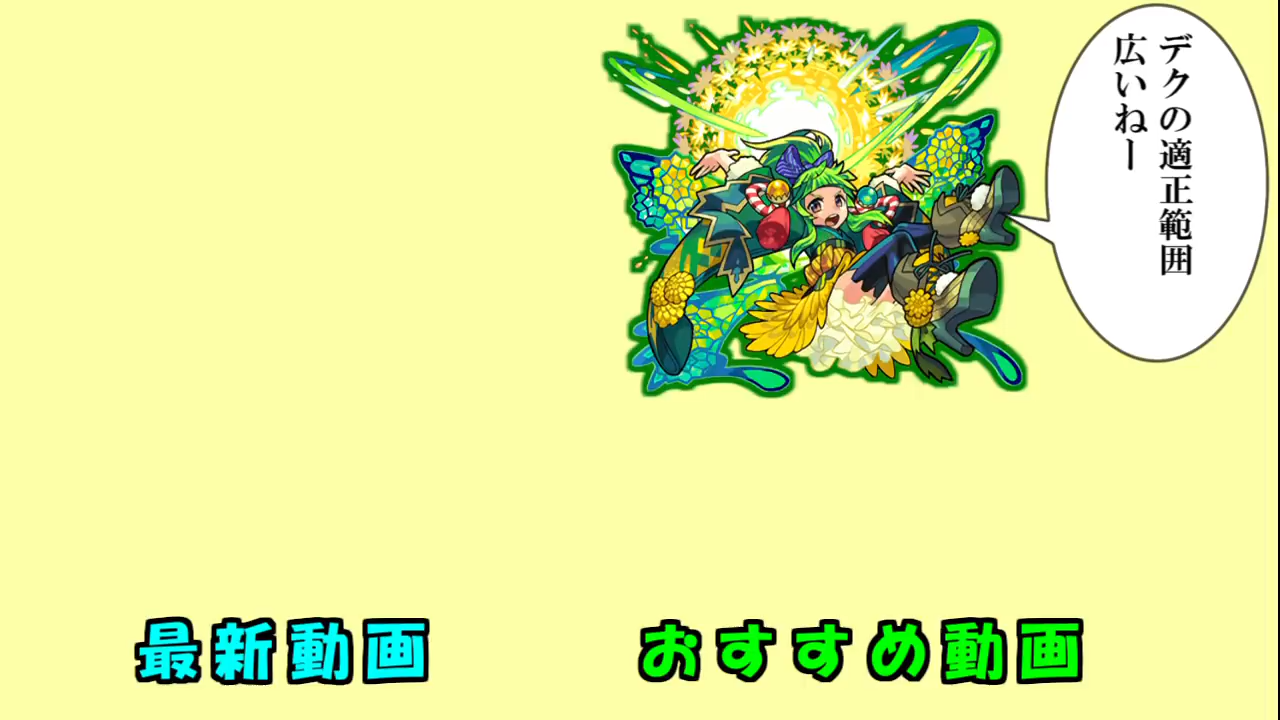 デクの適正範囲
広いねー
最新動画
おすすめ動画